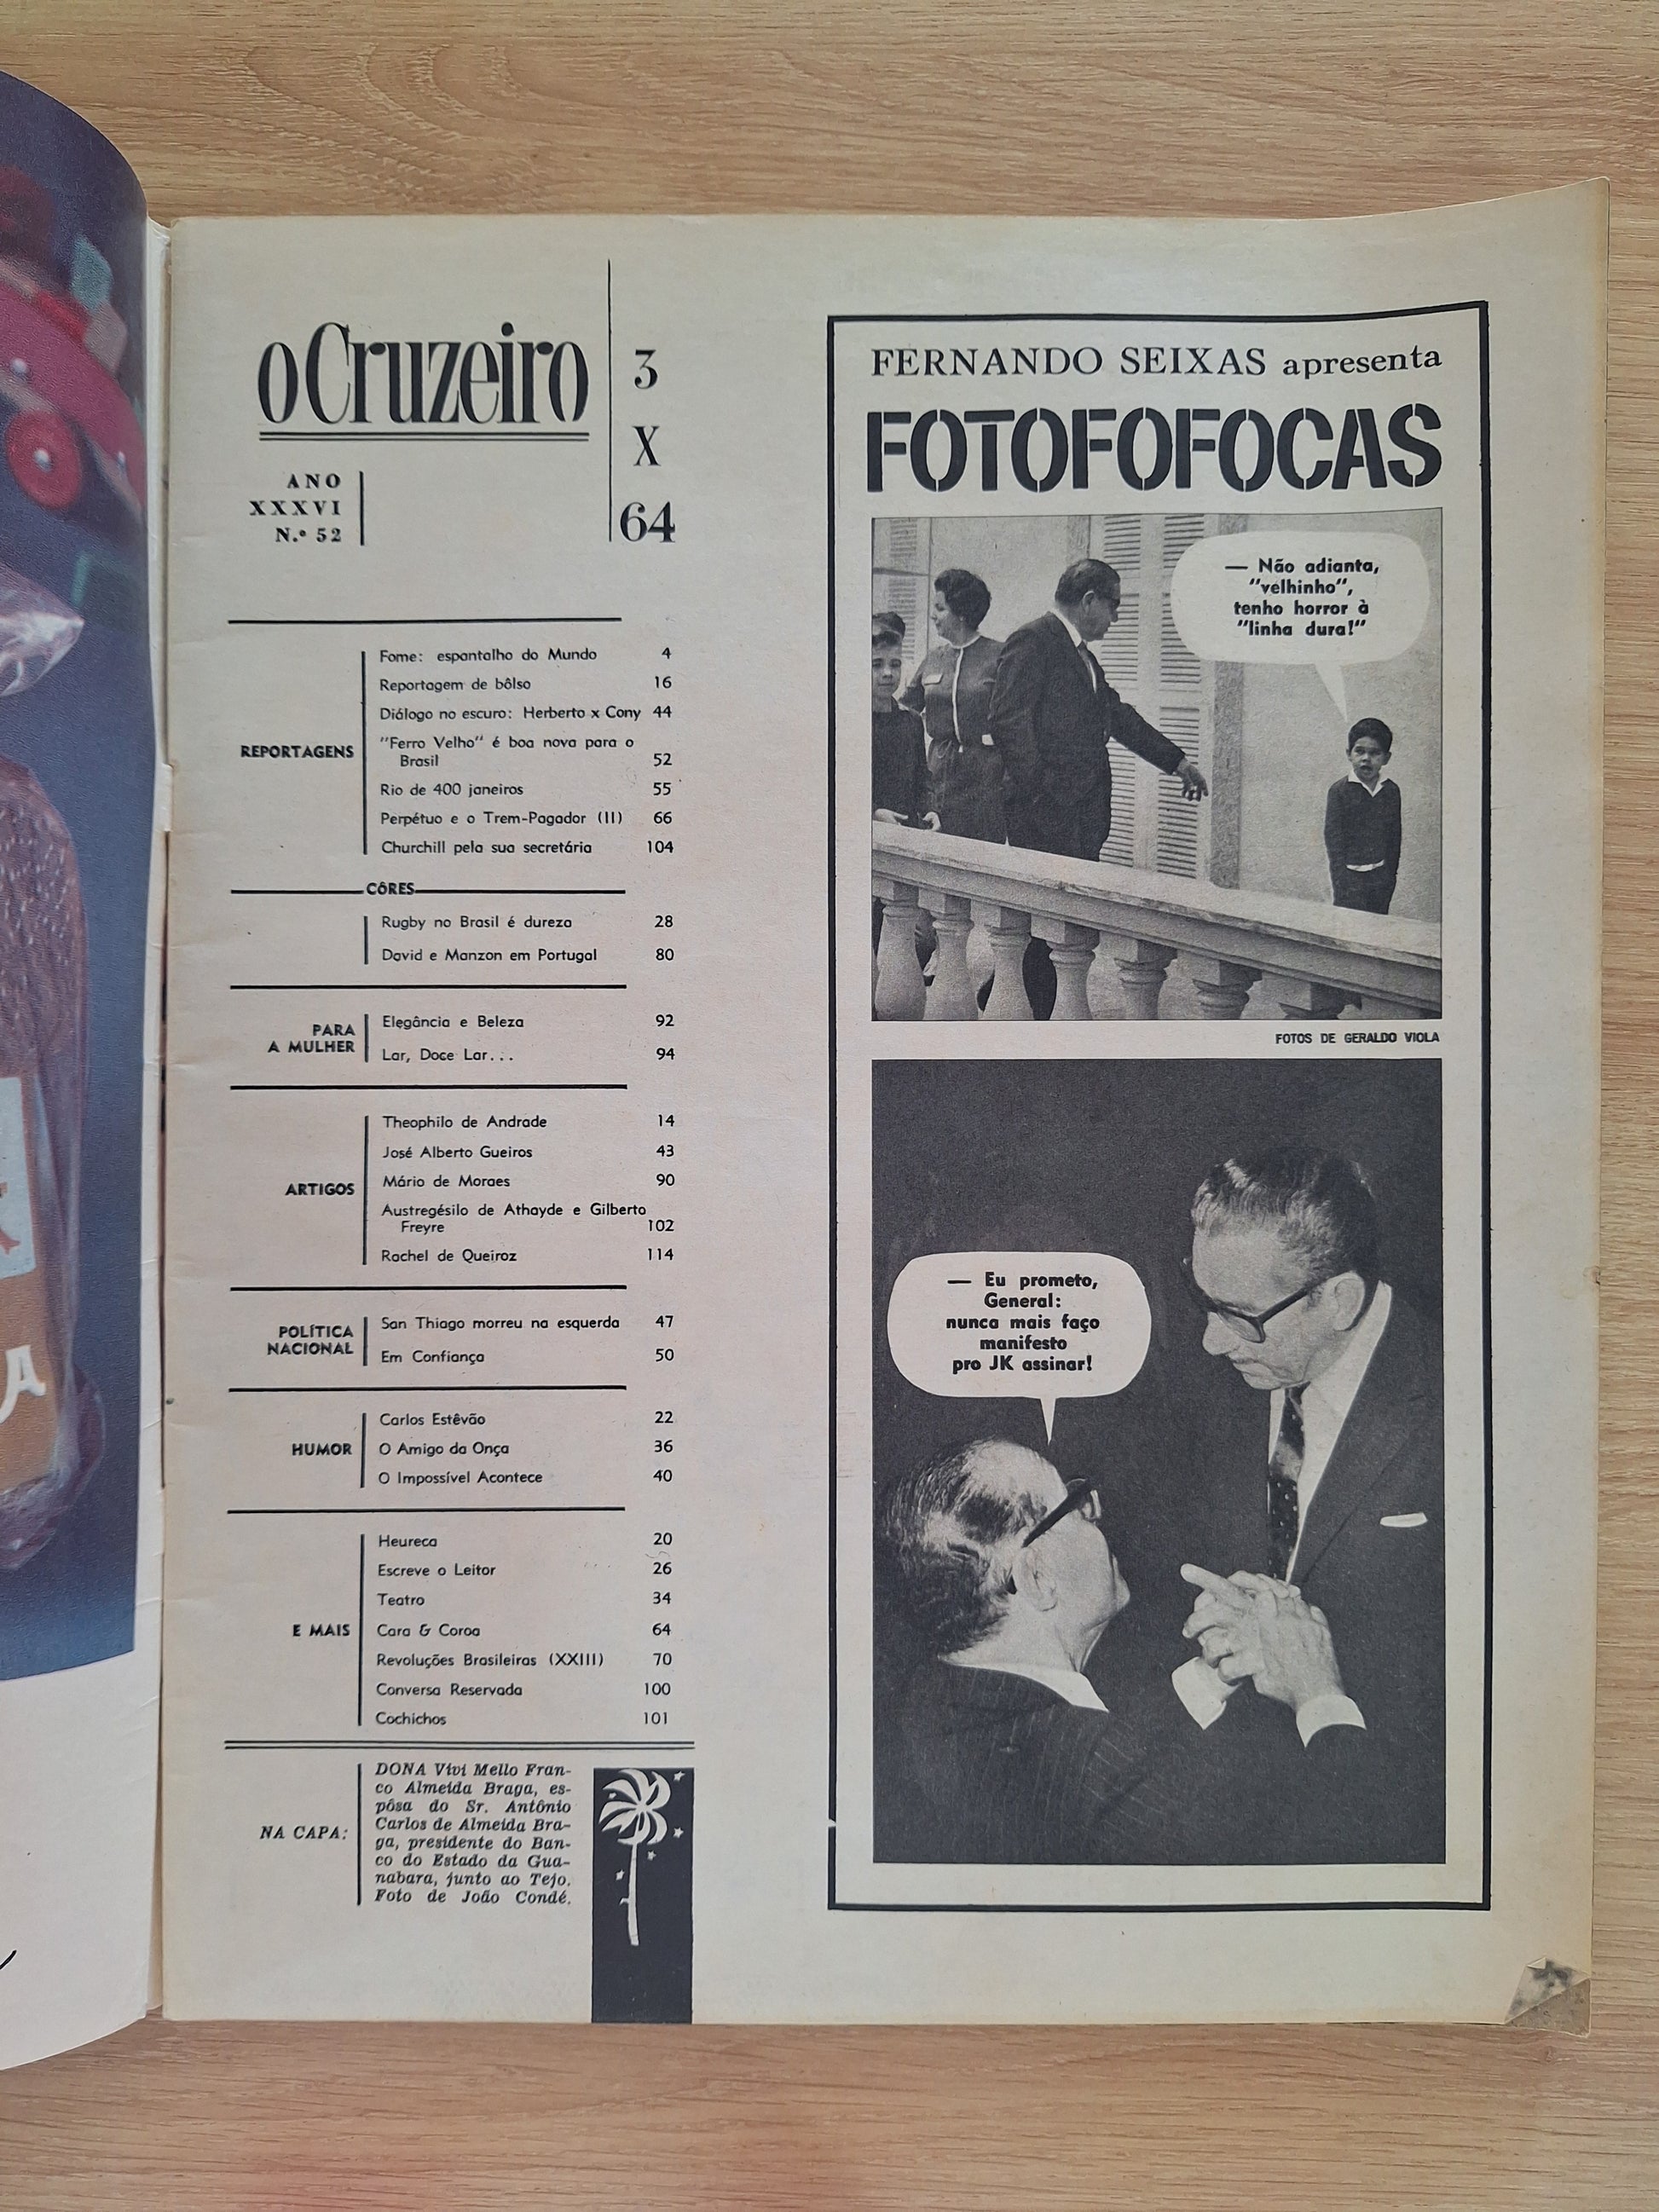 o Cruzeiro
3
X
64
ANO
XXXVI
N.º 52
REPORTAGENS
Fome: espantalho do Mundo 4
Reportagem de bôlso 16
Diálogo no escuro: Herberto x Cony 44
"Ferro Velho" é boa nova para o
Brasil 52
Rio de 400 janeiros 55
Perpétuo e o Trem-Pagador (II) 66
Churchill pela sua secretária 104
CÔRES
Rugby no Brasil é dureza 28
David e Manzon em Portugal 80
PARA
A MULHER
Elegância e Beleza 92
Lar, Doce Lar... 94
ARTIGOS
Theophilo de Andrade 14
José Alberto Gueiros 43
Mário de Moraes 90
Austregésilo de Athayde e Gilberto
Freyre 102
Rachel de Queiroz 114
POLÍTICA
NACIONAL
San Thiago morreu na esquerda 47
Em Confiança 50
HUMOR
Carlos Estêvão 22
O Amigo da Onça 36
O Impossível Acontece 40
E MAIS
Heureca 20
Escreve o Leitor 26
Teatro 34
Cara & Coroa 64
Revoluções Brasileiras (XXIII) 70
Conversa Reservada 100
Cochichos 101
NA CAPA:
DONA Vivi Mello Fran-
co Almeida Braga, es-
pôsa do Sr. Antônio
Carlos de Almeida Bra-
ga, presidente do Ban-
co do Estado da Gua-
nabara, junto ao Tejo.
Foto de João Condé.
FERNANDO SEIXAS apresenta
FOTOFOFOCAS
— Não adianta,
"velhinho",
tenho horror à
"linha dura!"
FOTOS DE GERALDO VIOLA
— Eu prometo,
General:
nunca mais faço
manifesto
pro JK assinar!